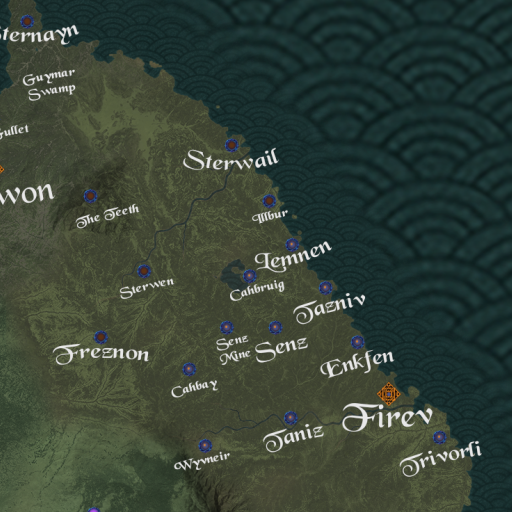 Sternayn
Guymar
Swamp
Gullet
Sterwail
won
The Teeth
Illbur
Lemnen
Sterwen
Cahbruig
Tazniv
Senz
Mine
Senz
Freznon
Enkfen
Cahbay
Firev
Taniz
Trivorli
Wyvneir